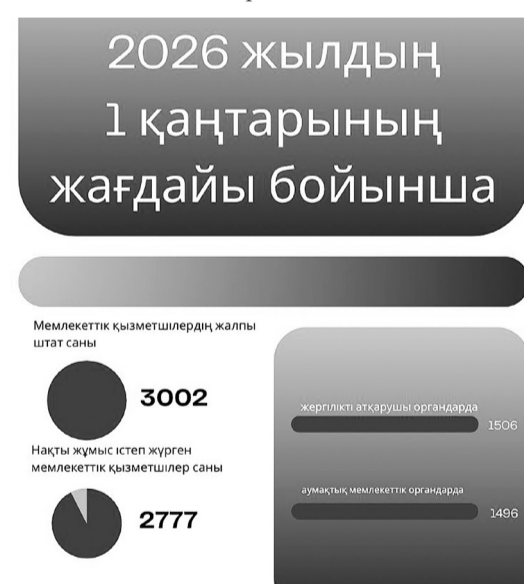 2026 жылдың
1 қаңтарының
жағдайы бойынша
Мемлекеттік қызметшілердің жалпы
штат саны
3002
Нақты жұмыс істеп жүрген
мемлекеттік қызметшілер саны
2777
жергілікті атқарушы органдарда
1506
аумақтық мемлекеттік органдарда
1496